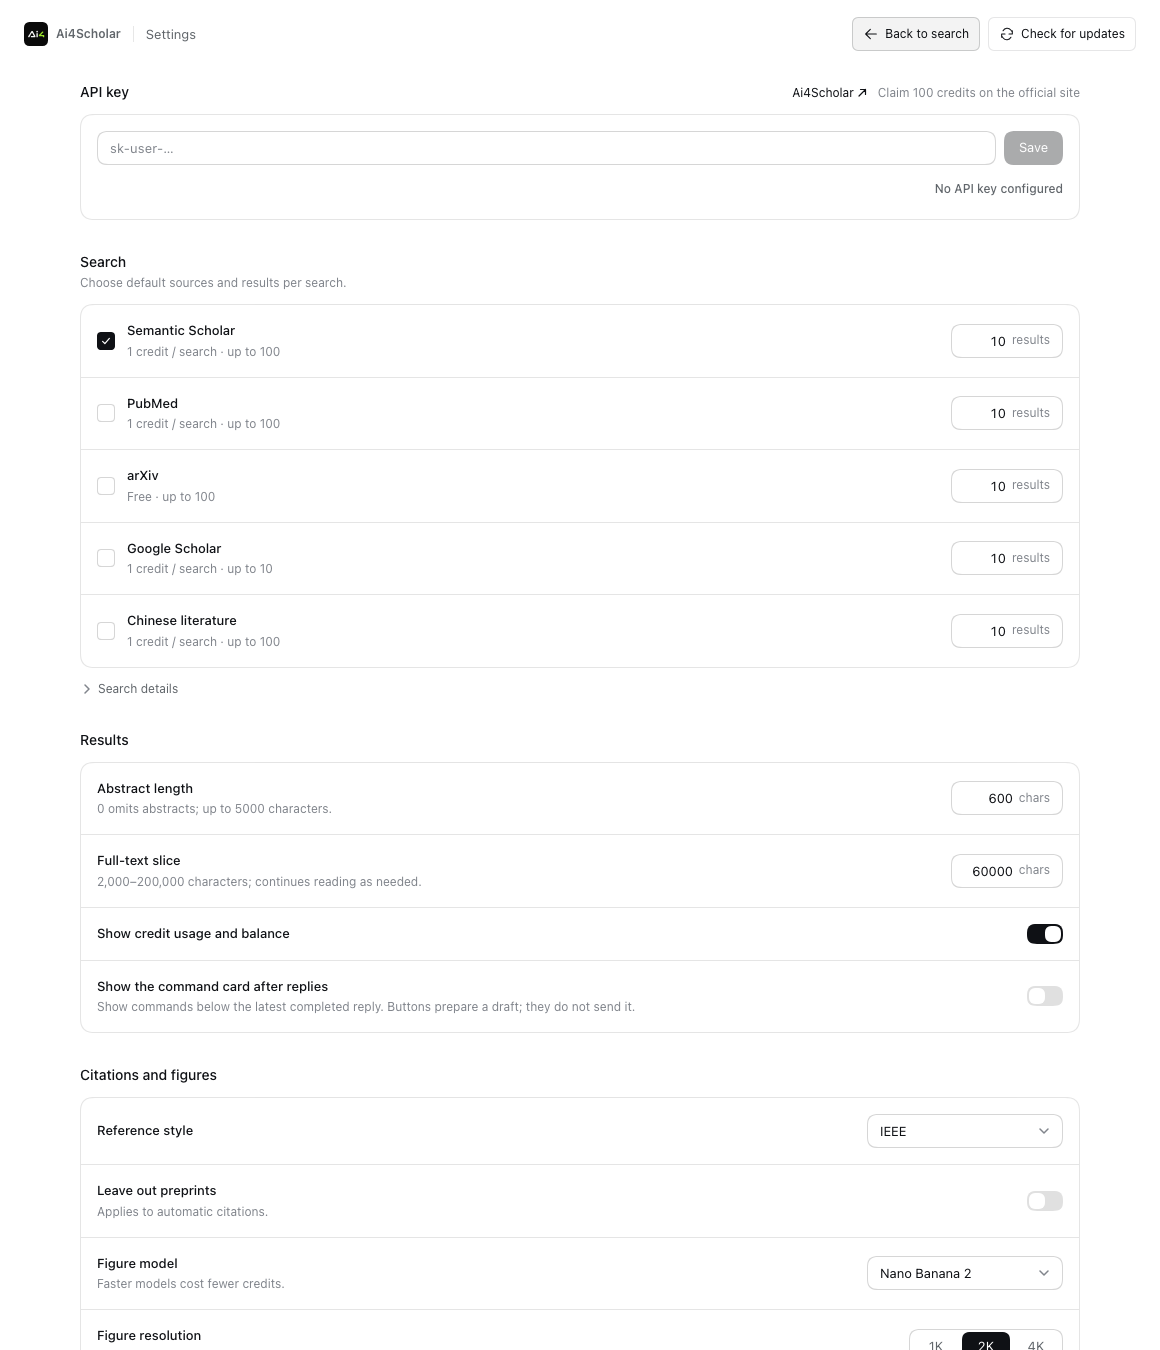 Ai4
Ai4Scholar
Settings
Back to search
Check for updates
API key
Ai4Scholar
Claim 100 credits on the official site
sk-user-...
Save
No API key configured
Search
Choose default sources and results per search.
Semantic Scholar
1 credit / search · up to 100
10 results
PubMed
1 credit / search · up to 100
10 results
arXiv
Free · up to 100
10 results
Google Scholar
1 credit / search · up to 10
10 results
Chinese literature
1 credit / search · up to 100
10 results
Search details
Results
Abstract length
0 omits abstracts; up to 5000 characters.
600 chars
Full-text slice
2,000–200,000 characters; continues reading as needed.
60000 chars
Show credit usage and balance
Show the command card after replies
Show commands below the latest completed reply. Buttons prepare a draft; they do not send it.
Citations and figures
Reference style
IEEE
Leave out preprints
Applies to automatic citations.
Figure model
Faster models cost fewer credits.
Nano Banana 2
Figure resolution
1K 2K 4K